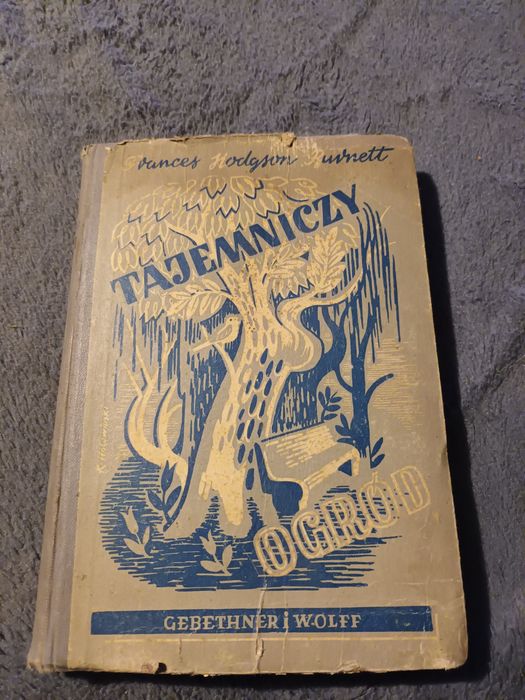 Frances Hodgson Burnett
TAJEMNICZY
OGRÓD
GEBETHNER i WOLFF